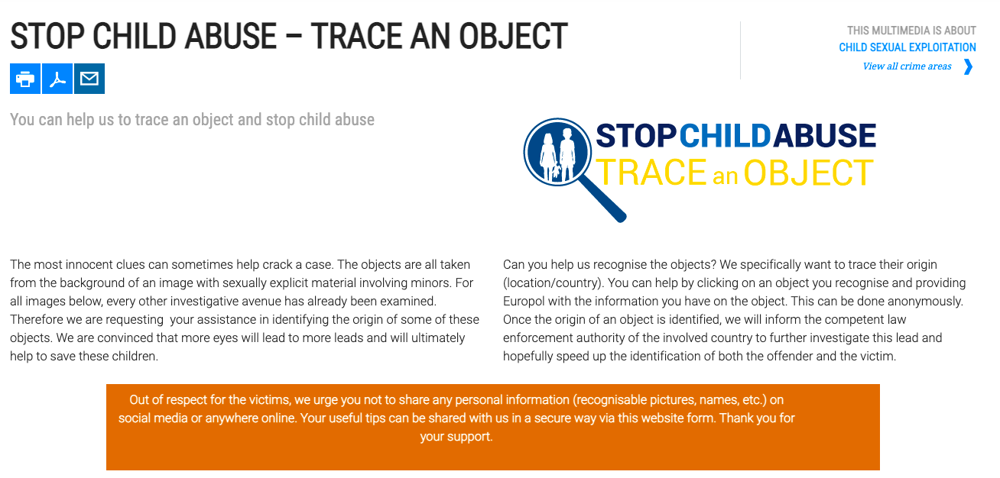 STOP CHILD ABUSE – TRACE AN OBJECT
THIS MULTIMEDIA IS ABOUT
CHILD SEXUAL EXPLOITATION
View all crime areas
You can help us to trace an object and stop child abuse
STOPCHILDABUSE
TRACE an OBJECT
The most innocent clues can sometimes help crack a case. The objects are all taken
from the background of an image with sexually explicit material involving minors. For
all images below, every other investigative avenue has already been examined.
Therefore we are requesting  your assistance in identifying the origin of some of these
objects. We are convinced that more eyes will lead to more leads and will ultimately
help to save these children.
Can you help us recognise the objects? We specifically want to trace their origin
(location/country). You can help by clicking on an object you recognise and providing
Europol with the information you have on the object. This can be done anonymously.
Once the origin of an object is identified, we will inform the competent law
enforcement authority of the involved country to further investigate this lead and
hopefully speed up the identification of both the offender and the victim.
Out of respect for the victims, we urge you not to share any personal information (recognisable pictures, names, etc.) on
social media or anywhere online. Your useful tips can be shared with us in a secure way via this website form. Thank you for
your support.